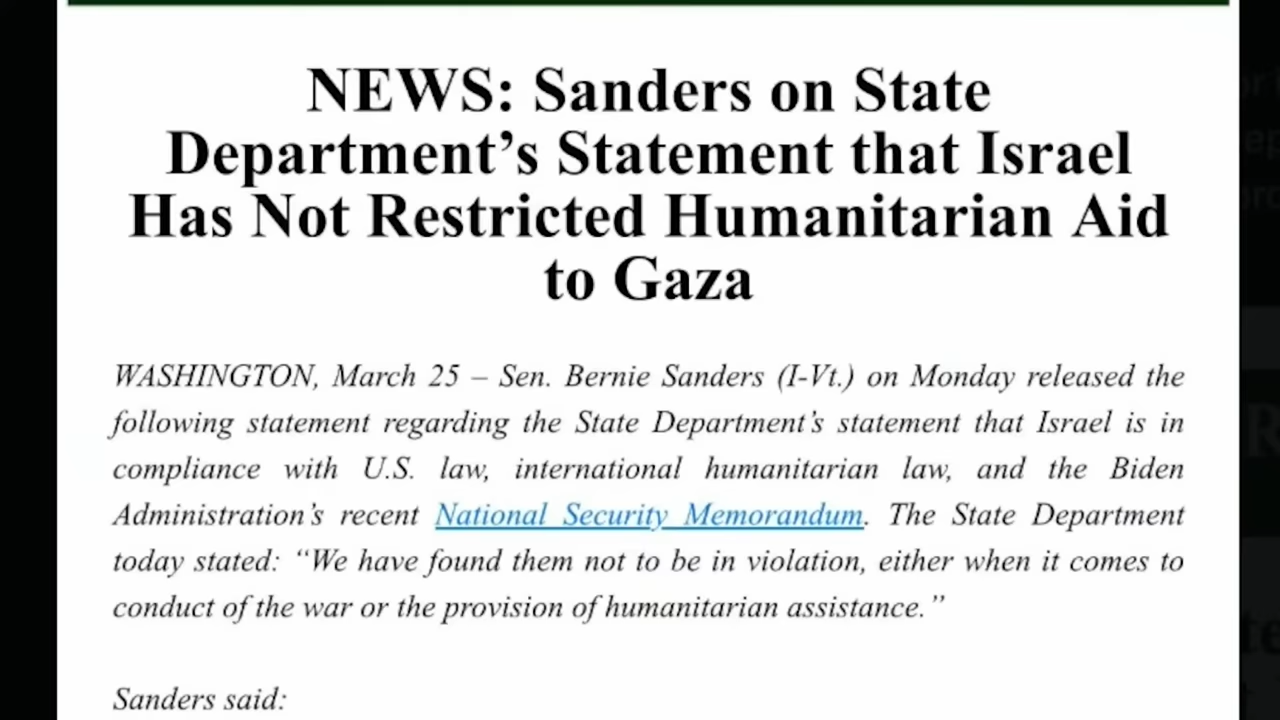 NEWS: Sanders on State
Department’s Statement that Israel
Has Not Restricted Humanitarian Aid
to Gaza
WASHINGTON, March 25 – Sen. Bernie Sanders (I-Vt.) on Monday released the
following statement regarding the State Department’s statement that Israel is in
compliance with U.S. law, international humanitarian law, and the Biden
Administration’s recent National Security Memorandum. The State Department
today stated: “We have found them not to be in violation, either when it comes to
conduct of the war or the provision of humanitarian assistance.”
Sanders said: